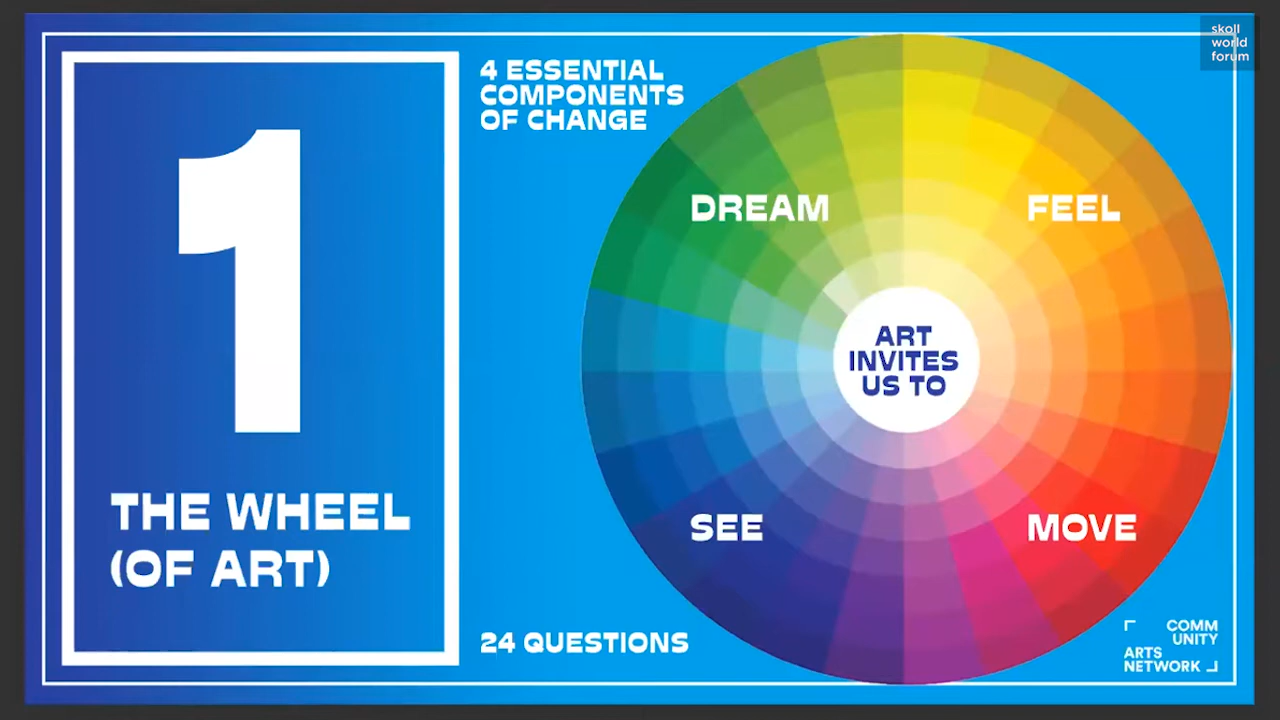 1
THE WHEEL
(OF ART)
4 ESSENTIAL
COMPONENTS
OF CHANGE
DREAM
FEEL
ART
INVITES
US TO
SEE
MOVE
24 QUESTIONS
skoll
world
forum
COMM
UNITY
ARTS
NETWORK